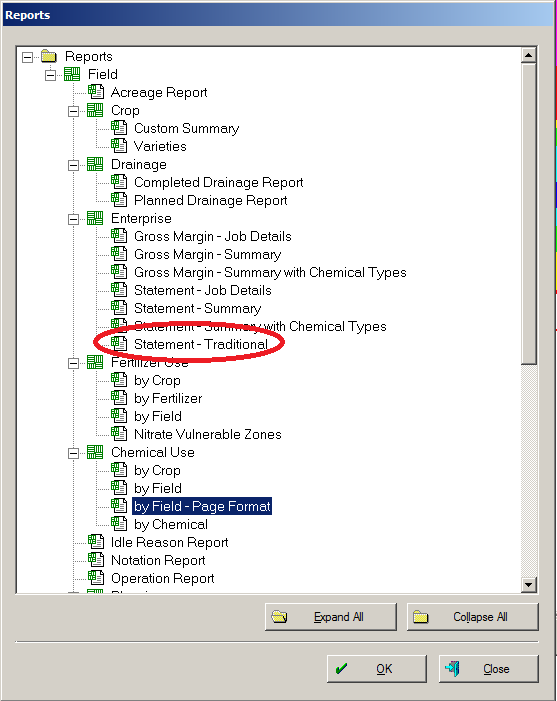 Reports
Reports
Field
Acreage Report
Crop
Custom Summary
Varieties
Drainage
Completed Drainage Report
Planned Drainage Report
Enterprise
Gross Margin - Job Details
Gross Margin - Summary
Gross Margin - Summary with Chemical Types
Statement - Job Details
Statement - Summary
Statement - Summary with Chemical Types
Statement - Traditional
Fertilizer Use
by Crop
by Fertilizer
by Field
Nitrate Vulnerable Zones
Chemical Use
by Crop
by Field
by Field - Page Format
by Chemical
Idle Reason Report
Notation Report
Operation Report
Expand All Collapse All
OK Close